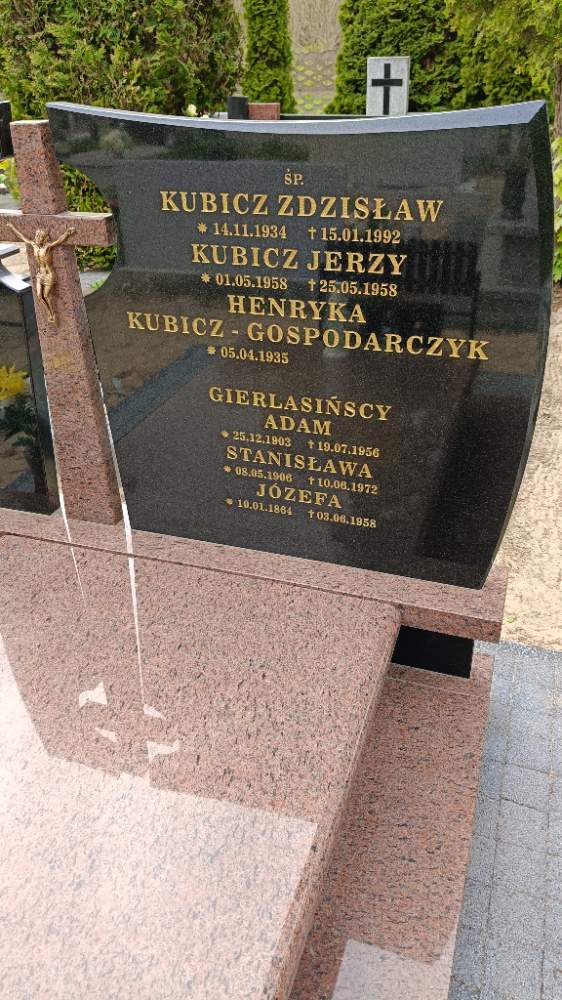 ŚP.
KUBICZ ZDZISŁAW
* 14.11.1934 † 15.01.1992
KUBICZ JERZY
* 01.05.1958 † 25.05.1958
HENRYKA
KUBICZ - GOSPODARCZYK
* 05.04.1935
GIERLASIŃSCY
ADAM
* 25.12.1903 † 19.07.1956
STANISŁAWA
* 08.05.1906 † 10.06.1972
JÓZEFA
* 19.01.1864 † 03.06.1958